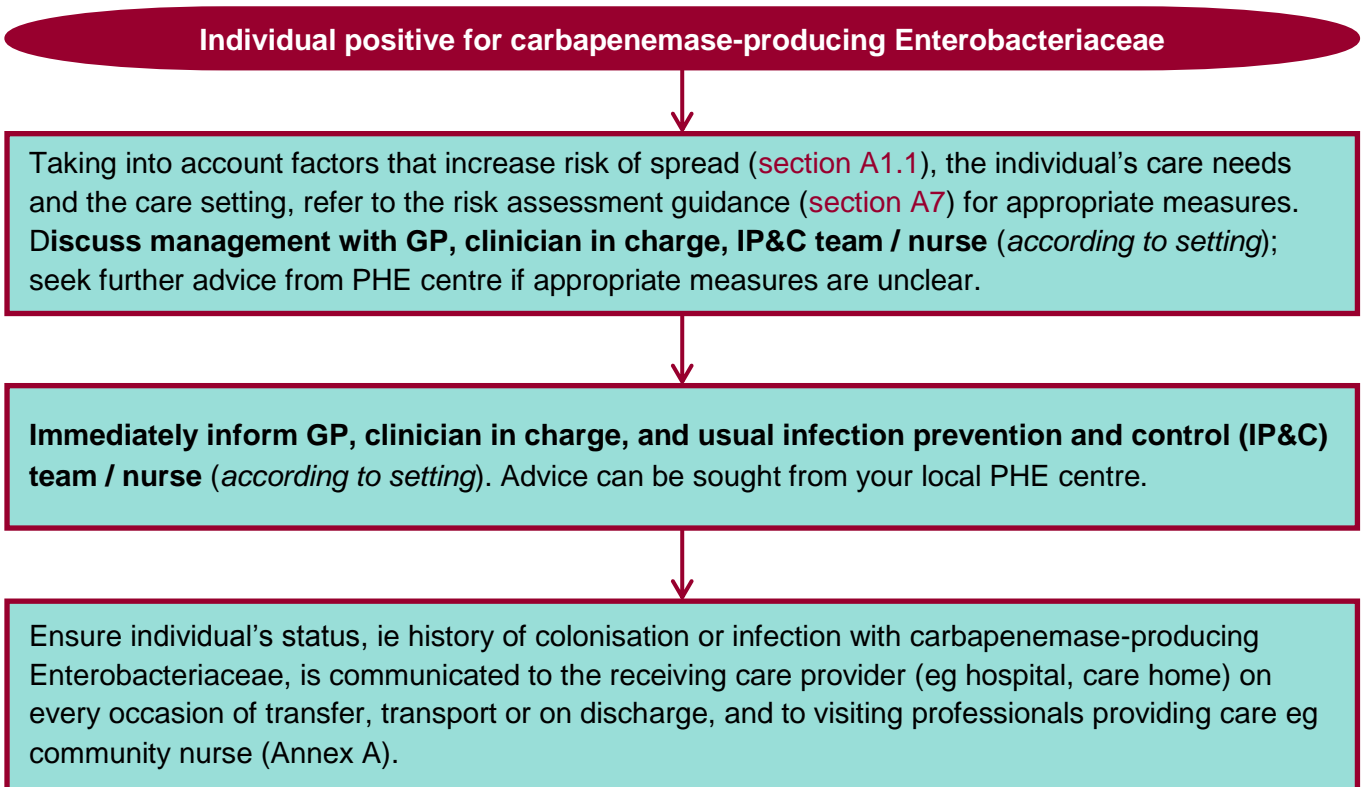 Individual positive for carbapenemase-producing Enterobacteriaceae
Taking into account factors that increase risk of spread (section A1.1), the individual's care needs
and the care setting, refer to the risk assessment guidance (section A7) for appropriate measures.
Discuss management with GP, clinician in charge, IP&C team / nurse (according to setting);
seek further advice from PHE centre if appropriate measures are unclear.
Immediately inform GP, clinician in charge, and usual infection prevention and control (IP&C)
team / nurse (according to setting). Advice can be sought from your local PHE centre.
Ensure individual's status, ie history of colonisation or infection with carbapenemase-producing
Enterobacteriaceae, is communicated to the receiving care provider (eg hospital, care home) on
every occasion of transfer, transport or on discharge, and to visiting professionals providing care eg
community nurse (Annex A).